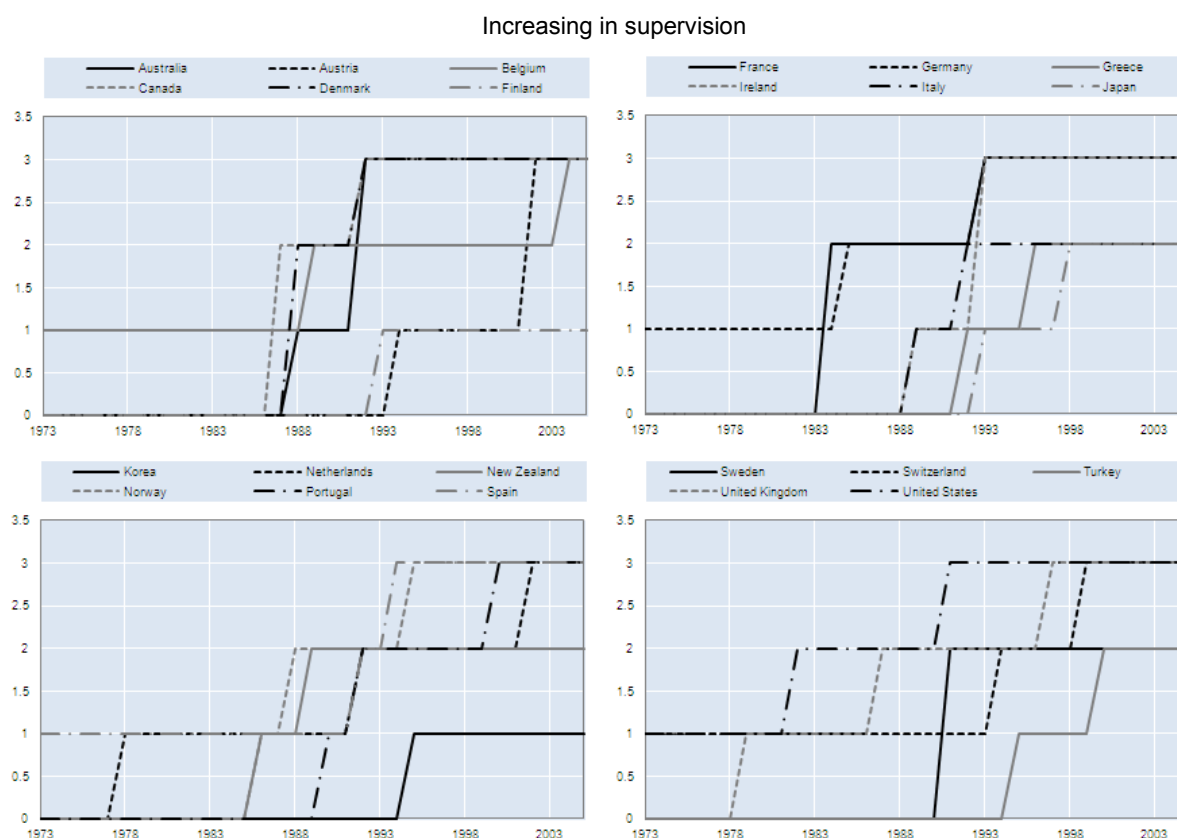 Increasing in supervision
Australia Austria Belgium
Canada Denmark Finland
3.5
3
2.5
2
1.5
1
0.5
0
1973 1978 1983 1988 1993 1998 2003
France Germany Greece
Ireland Italy Japan
3.5
3
2.5
2
1.5
1
0.5
0
1973 1978 1983 1988 1993 1998 2003
Korea Netherlands New Zealand
Norway Portugal Spain
3.5
3
2.5
2
1.5
1
0.5
0
1973 1978 1983 1988 1993 1998 2003
Sweden Switzerland Turkey
United Kingdom United States
3.5
3
2.5
2
1.5
1
0.5
0
1973 1978 1983 1988 1993 1998 2003